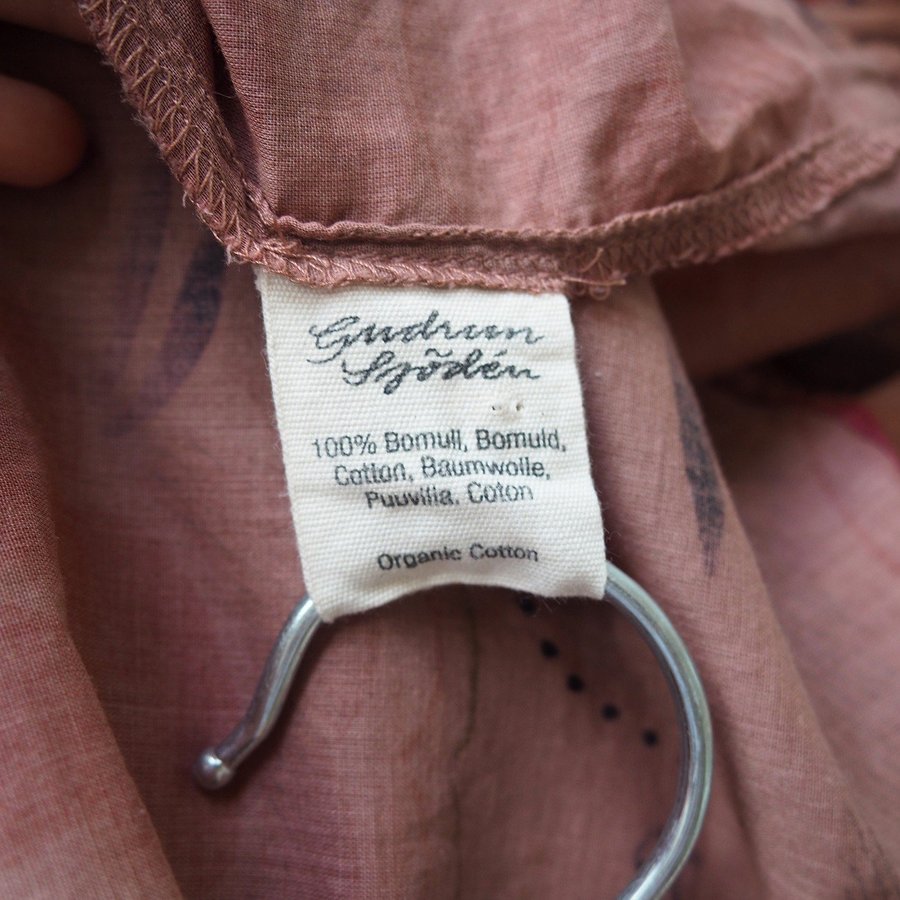 Gudrun
Sjödén
100% Bomull, Bomuld,
Cotton, Baumwolle,
Puuvilla, Coton
Organic Cotton